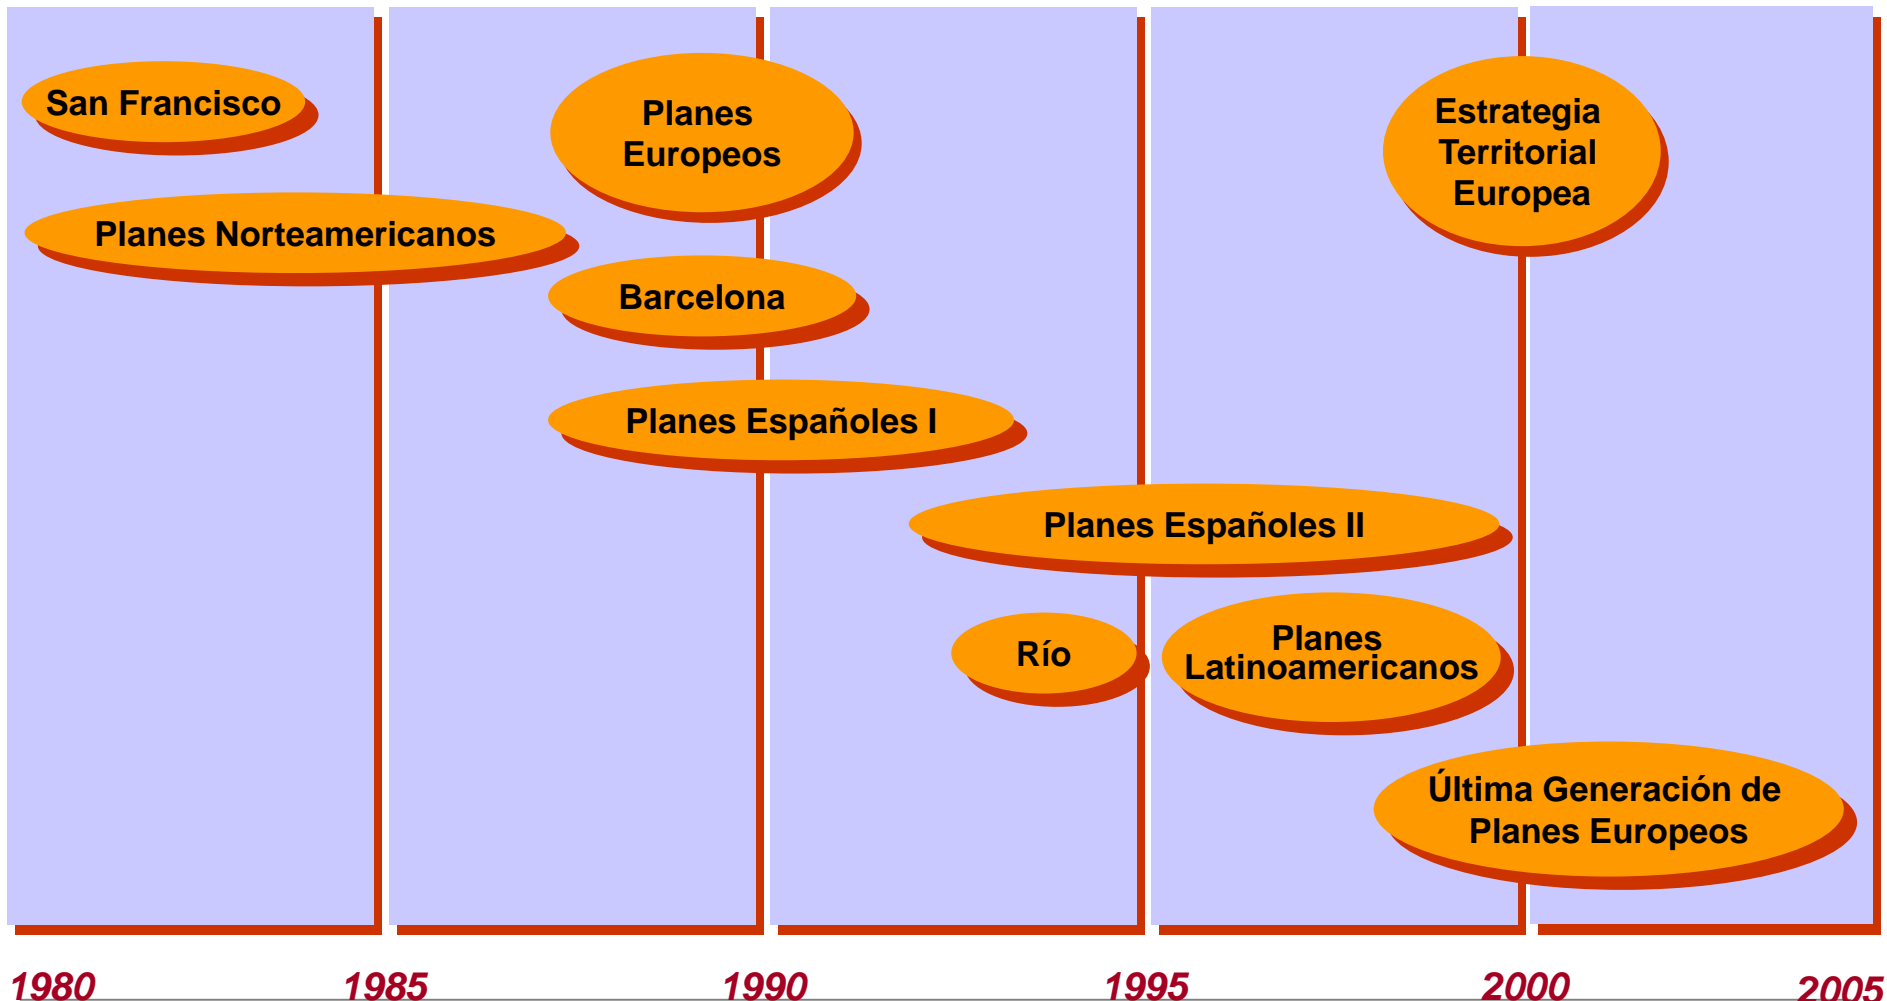 San Francisco
Planes
Europeos
Estrategia
Territorial
Europea
Planes Norteamericanos
Barcelona
Planes Españoles I
Planes Españoles II
Río
Planes
Latinoamericanos
Última Generación de
Planes Europeos
1980 1985 1990 1995 2000 2005